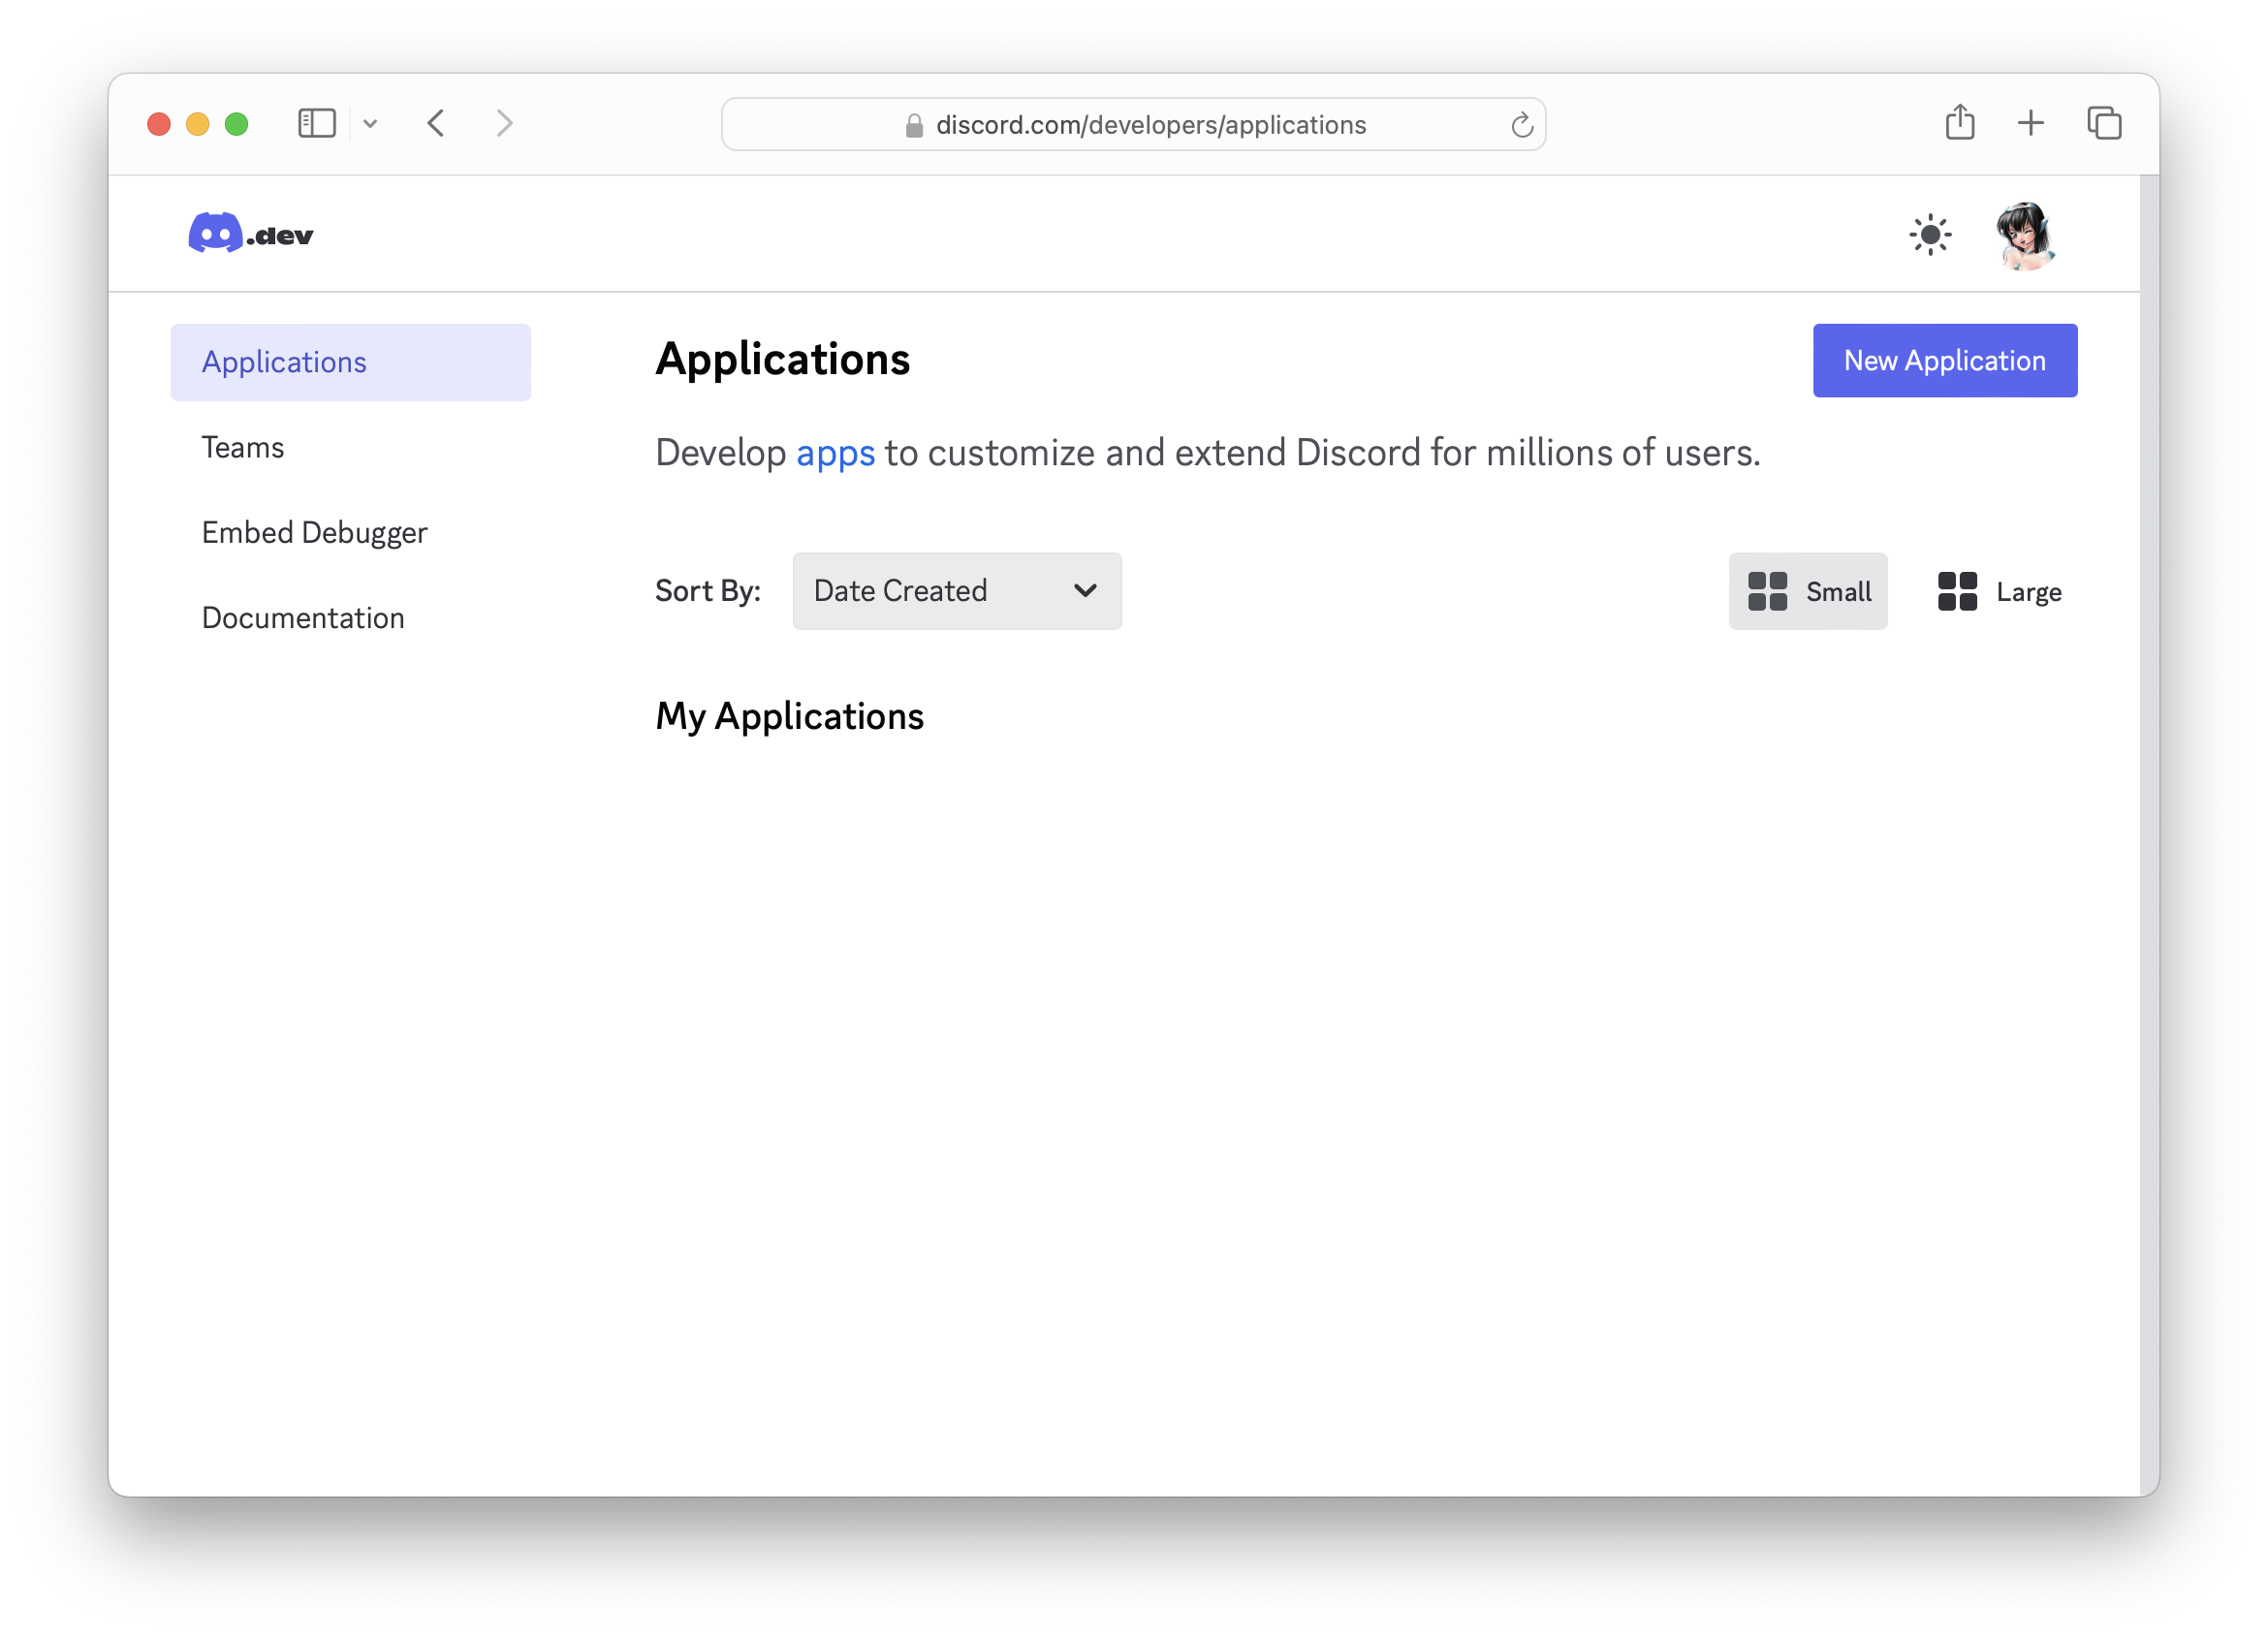 discord.com/developers/applications
.dev
Applications
Teams
Embed Debugger
Documentation
Applications
New Application
Develop apps to customize and extend Discord for millions of users.
Sort By: Date Created
Small Large
My Applications